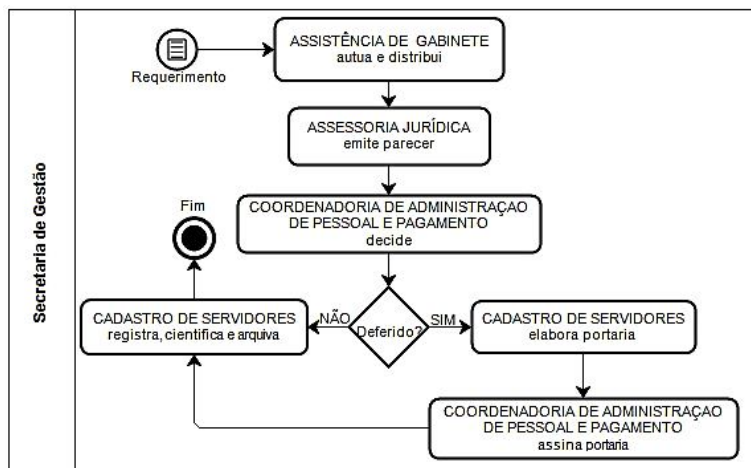 Secretaria de Gestão
Requerimento
ASSISTÊNCIA DE GABINETE
autua e distribui
ASSESSORIA JURÍDICA
emite parecer
COORDENADORIA DE ADMINISTRAÇAO
DE PESSOAL E PAGAMENTO
decide
Deferido?
NÃO
SIM
CADASTRO DE SERVIDORES
elabora portaria
COORDENADORIA DE ADMINISTRAÇAO
DE PESSOAL E PAGAMENTO
assina portaria
CADASTRO DE SERVIDORES
registra, cientifica e arquiva
Fim